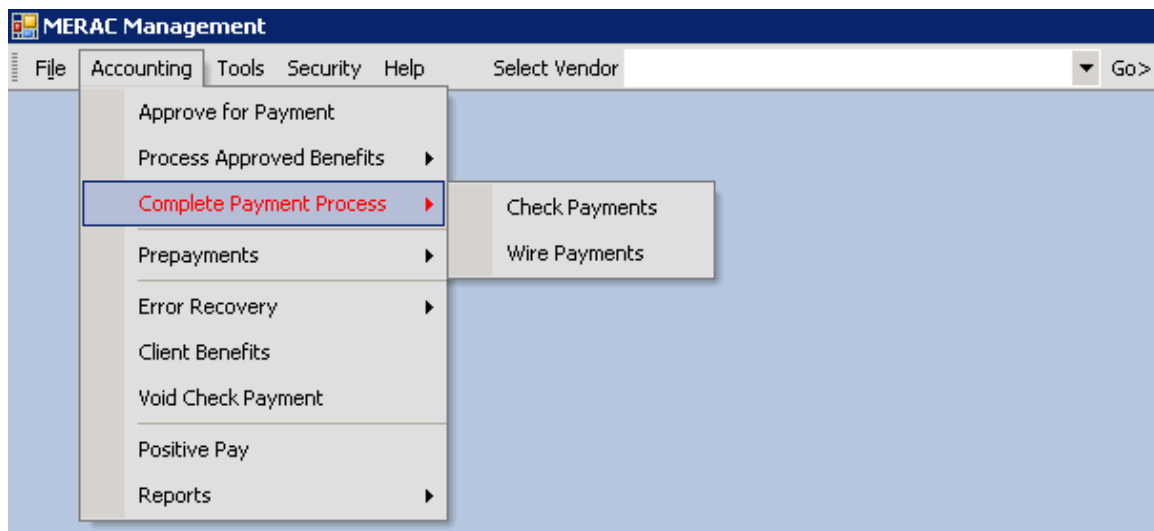 MERAC Management
File Accounting Tools Security Help Select Vendor Go>
Approve for Payment
Process Approved Benefits
Complete Payment Process
Check Payments
Wire Payments
Prepayments
Error Recovery
Client Benefits
Void Check Payment
Positive Pay
Reports